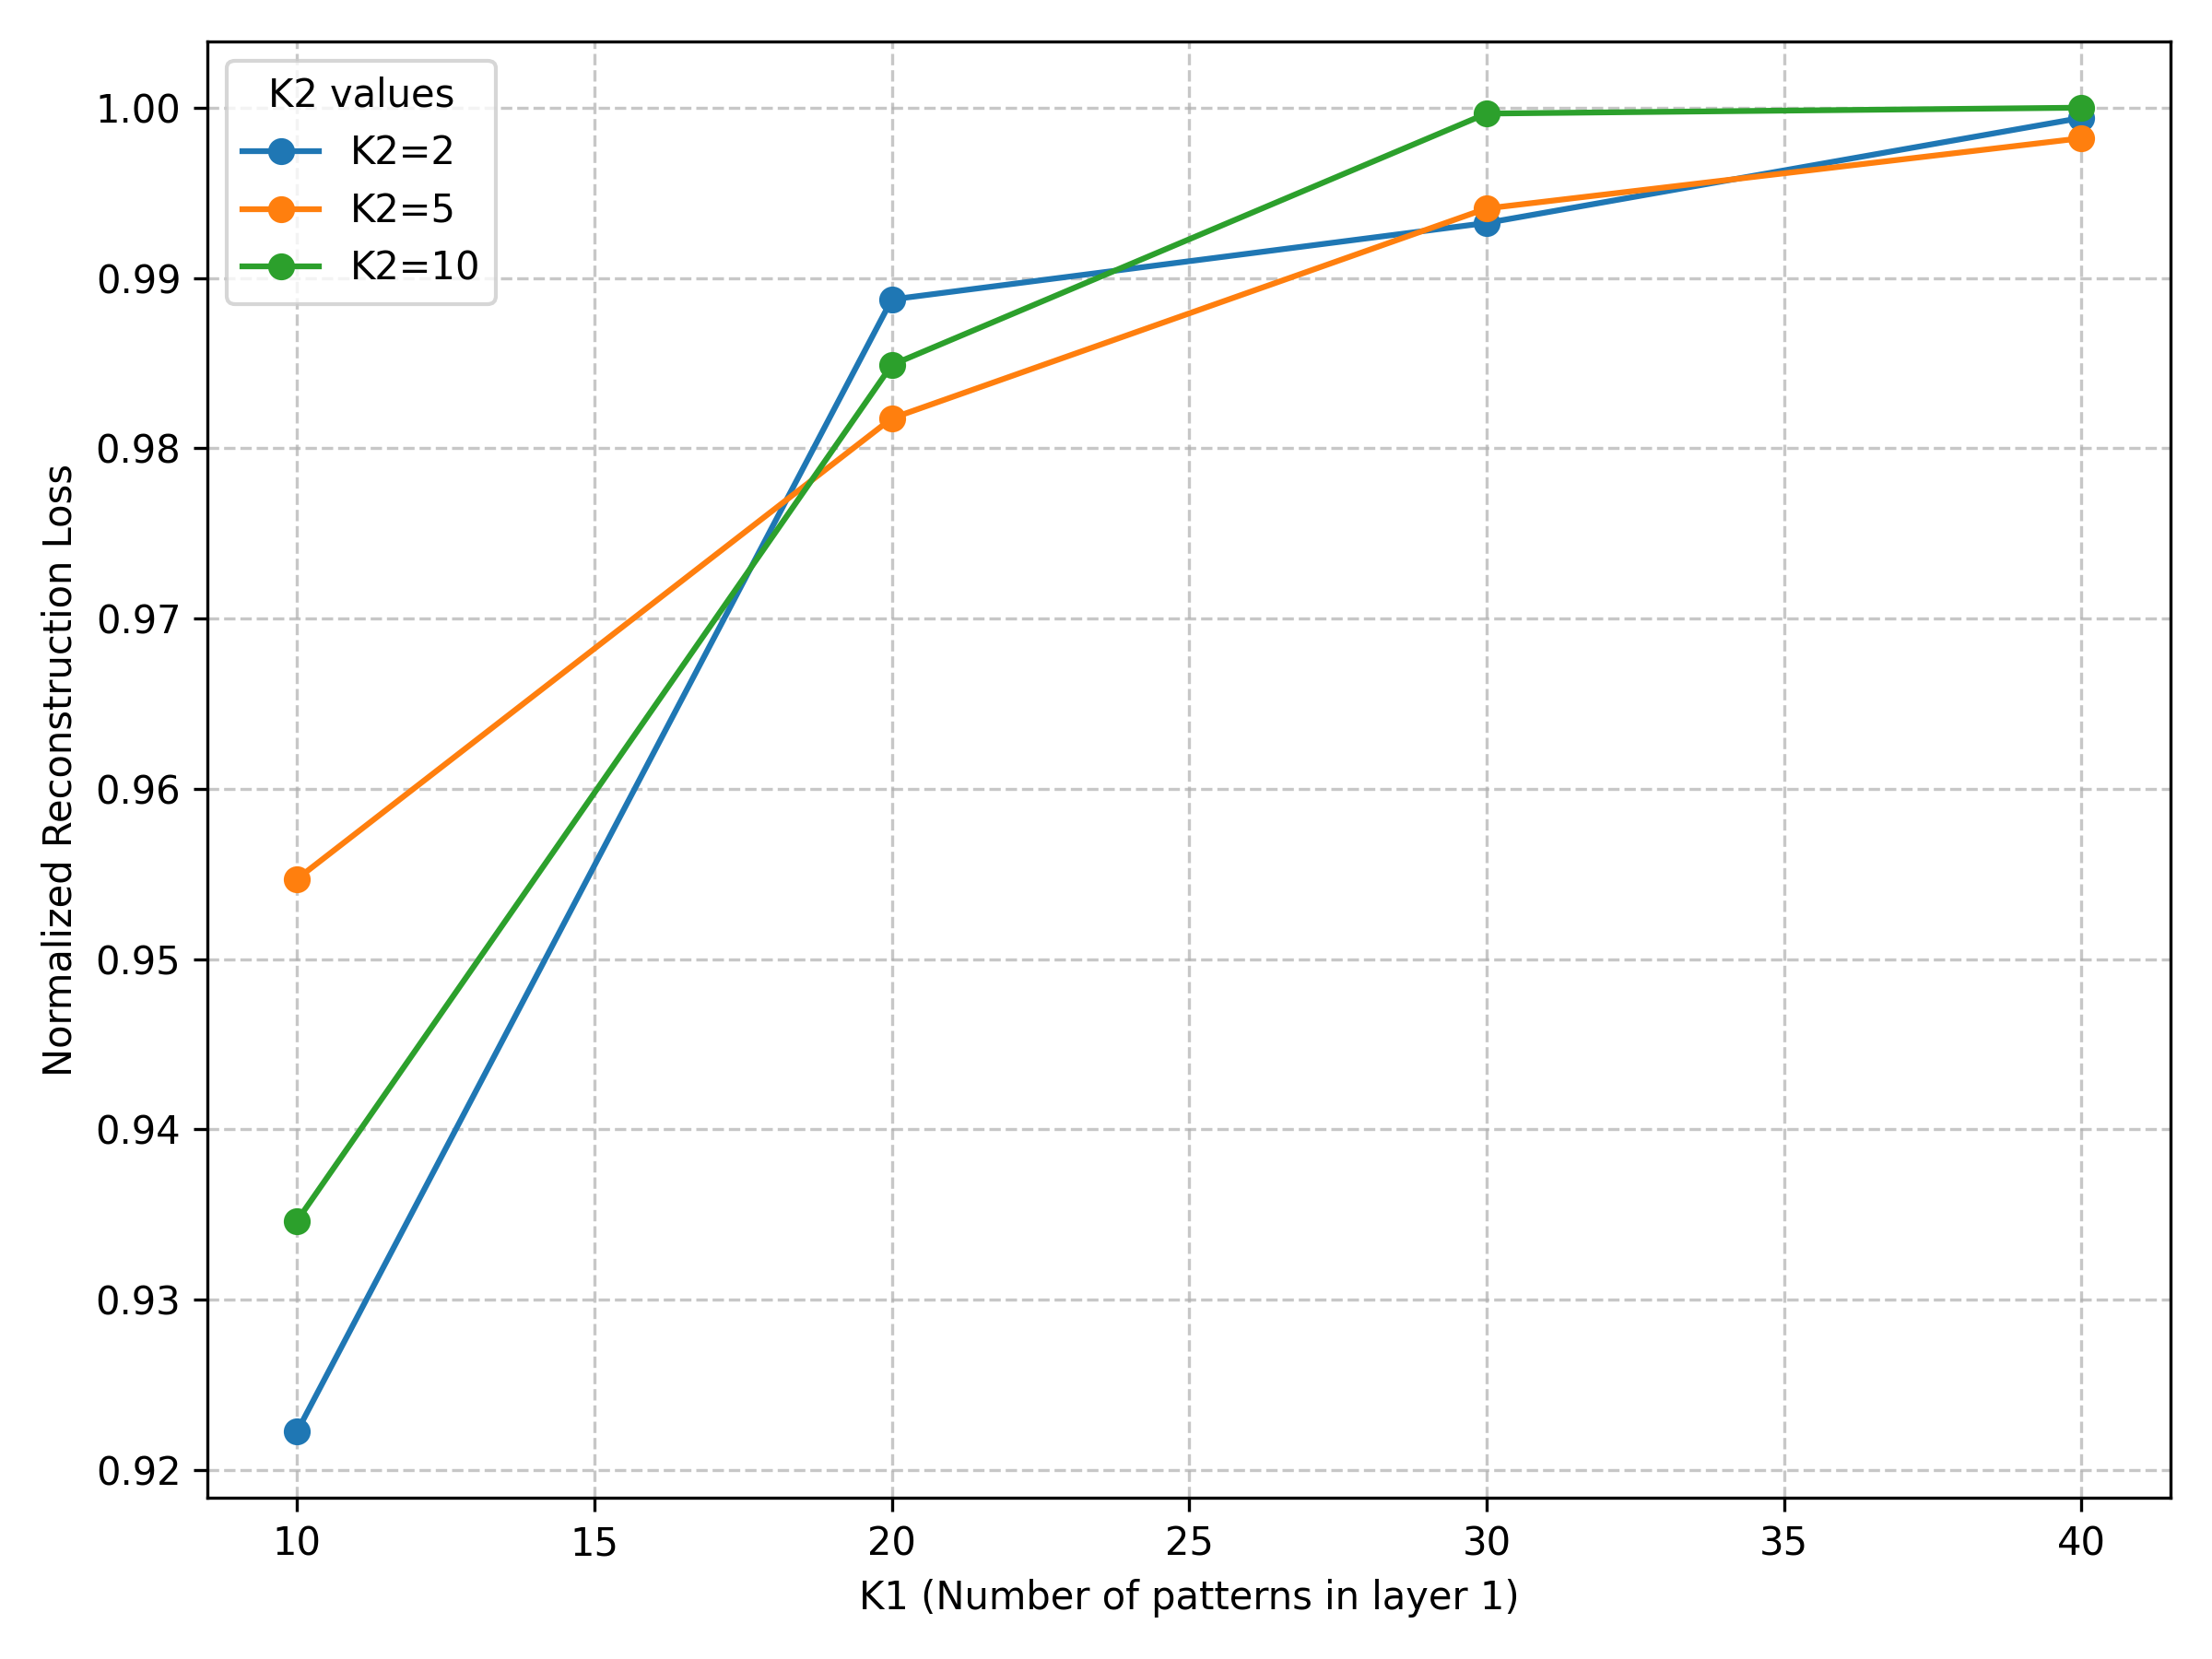 K2 values
K2=2
K2=5
K2=10
1.00
0.99
0.98
0.97
0.96
0.95
0.94
0.93
0.92
Normalized Reconstruction Loss
10 15 20 25 30 35 40
K1 (Number of patterns in layer 1)